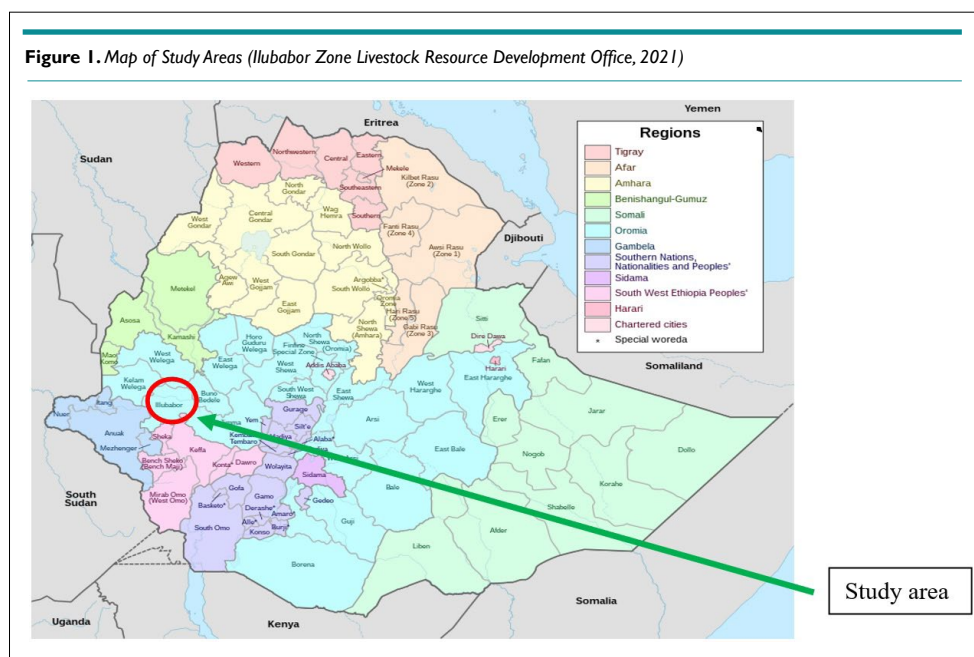 Figure 1. Map of Study Areas (Ilubabor Zone Livestock Resource Development Office, 2021)
Yemen
Eritrea
Sudan
Regions
Tigray
Afar
Amhara
Benishangul-Gumuz
Somali
Oromia
Gambela
Southern Nations,
Nationalities and Peoples'
Sidama
South West Ethiopia Peoples'
Harari
Chartered cities
* Special woreda
Western
Northwestern
Central
Eastern
Mekele
Southeastern
Southern
Kilbet Rasu
(Zone 2)
North
Gondar
West
Gondar
Central
Gondar
Wag
Hemra
Fanti Rasu
(Zone 4)
Awsi Rasu
(Zone 1)
Djibouti
South Gondar
North Wollo
Agew
Awi
West
Gojjam
East
Gojjam
Argobba*
South Wollo
Oromia
Zone
Hari Rasu
(Zone 5)
Gabi Rasu
(Zone 3)
North
Shewa
(Amhara)
Metekel
Asosa
Kamashi
Mao
Komo
Sitti
Dire Dawa
Harari
Fafan
Somaliland
West
Welega
Horo
Guduru
Welega
East
Welega
North
Shewa
(Oromia)
Finfine
Special Zone
Addis Ababa
West
Shewa
South West
Shewa
East
Shewa
West
Hararghe
East Hararghe
Kelam
Welega
Illubabor
Buno
Bedele
Arsi
Erer
Jarar
Nogob
Dollo
Korahe
Shabelle
Itang
Nuer
Anuak
Mezhenger
Sheka
Bench Sheko
(Bench Maji)
Keffa
Yem
Gurage
Silt'e
Hadiya
Tembaro
Alaba*
Konta*
Dawro
Wolayita
Sidama
East Bale
Bale
Mirab Omo
(West Omo)
Gofa
Basketo*
Gamo
Derashe*
Amaro*
Gedeo
Alle*
Konso
Burji*
South Omo
Guji
Borena
Liben
Afder
South
Sudan
Uganda
Kenya
Somalia
Study area